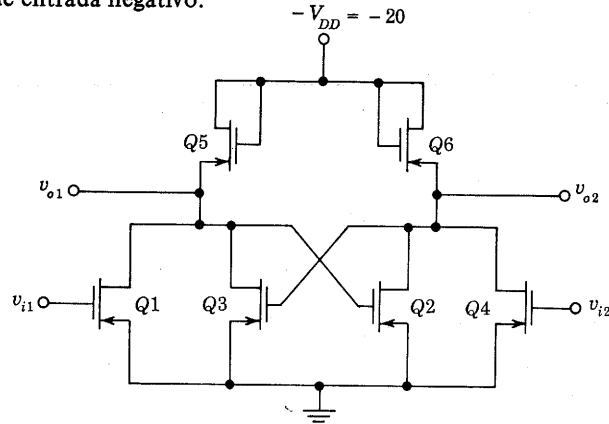 de entrada negativo.
− V_DD = − 20
Q5
Q6
v_o1
v_o2
v_i1
Q1
Q3
Q2
Q4
v_i2